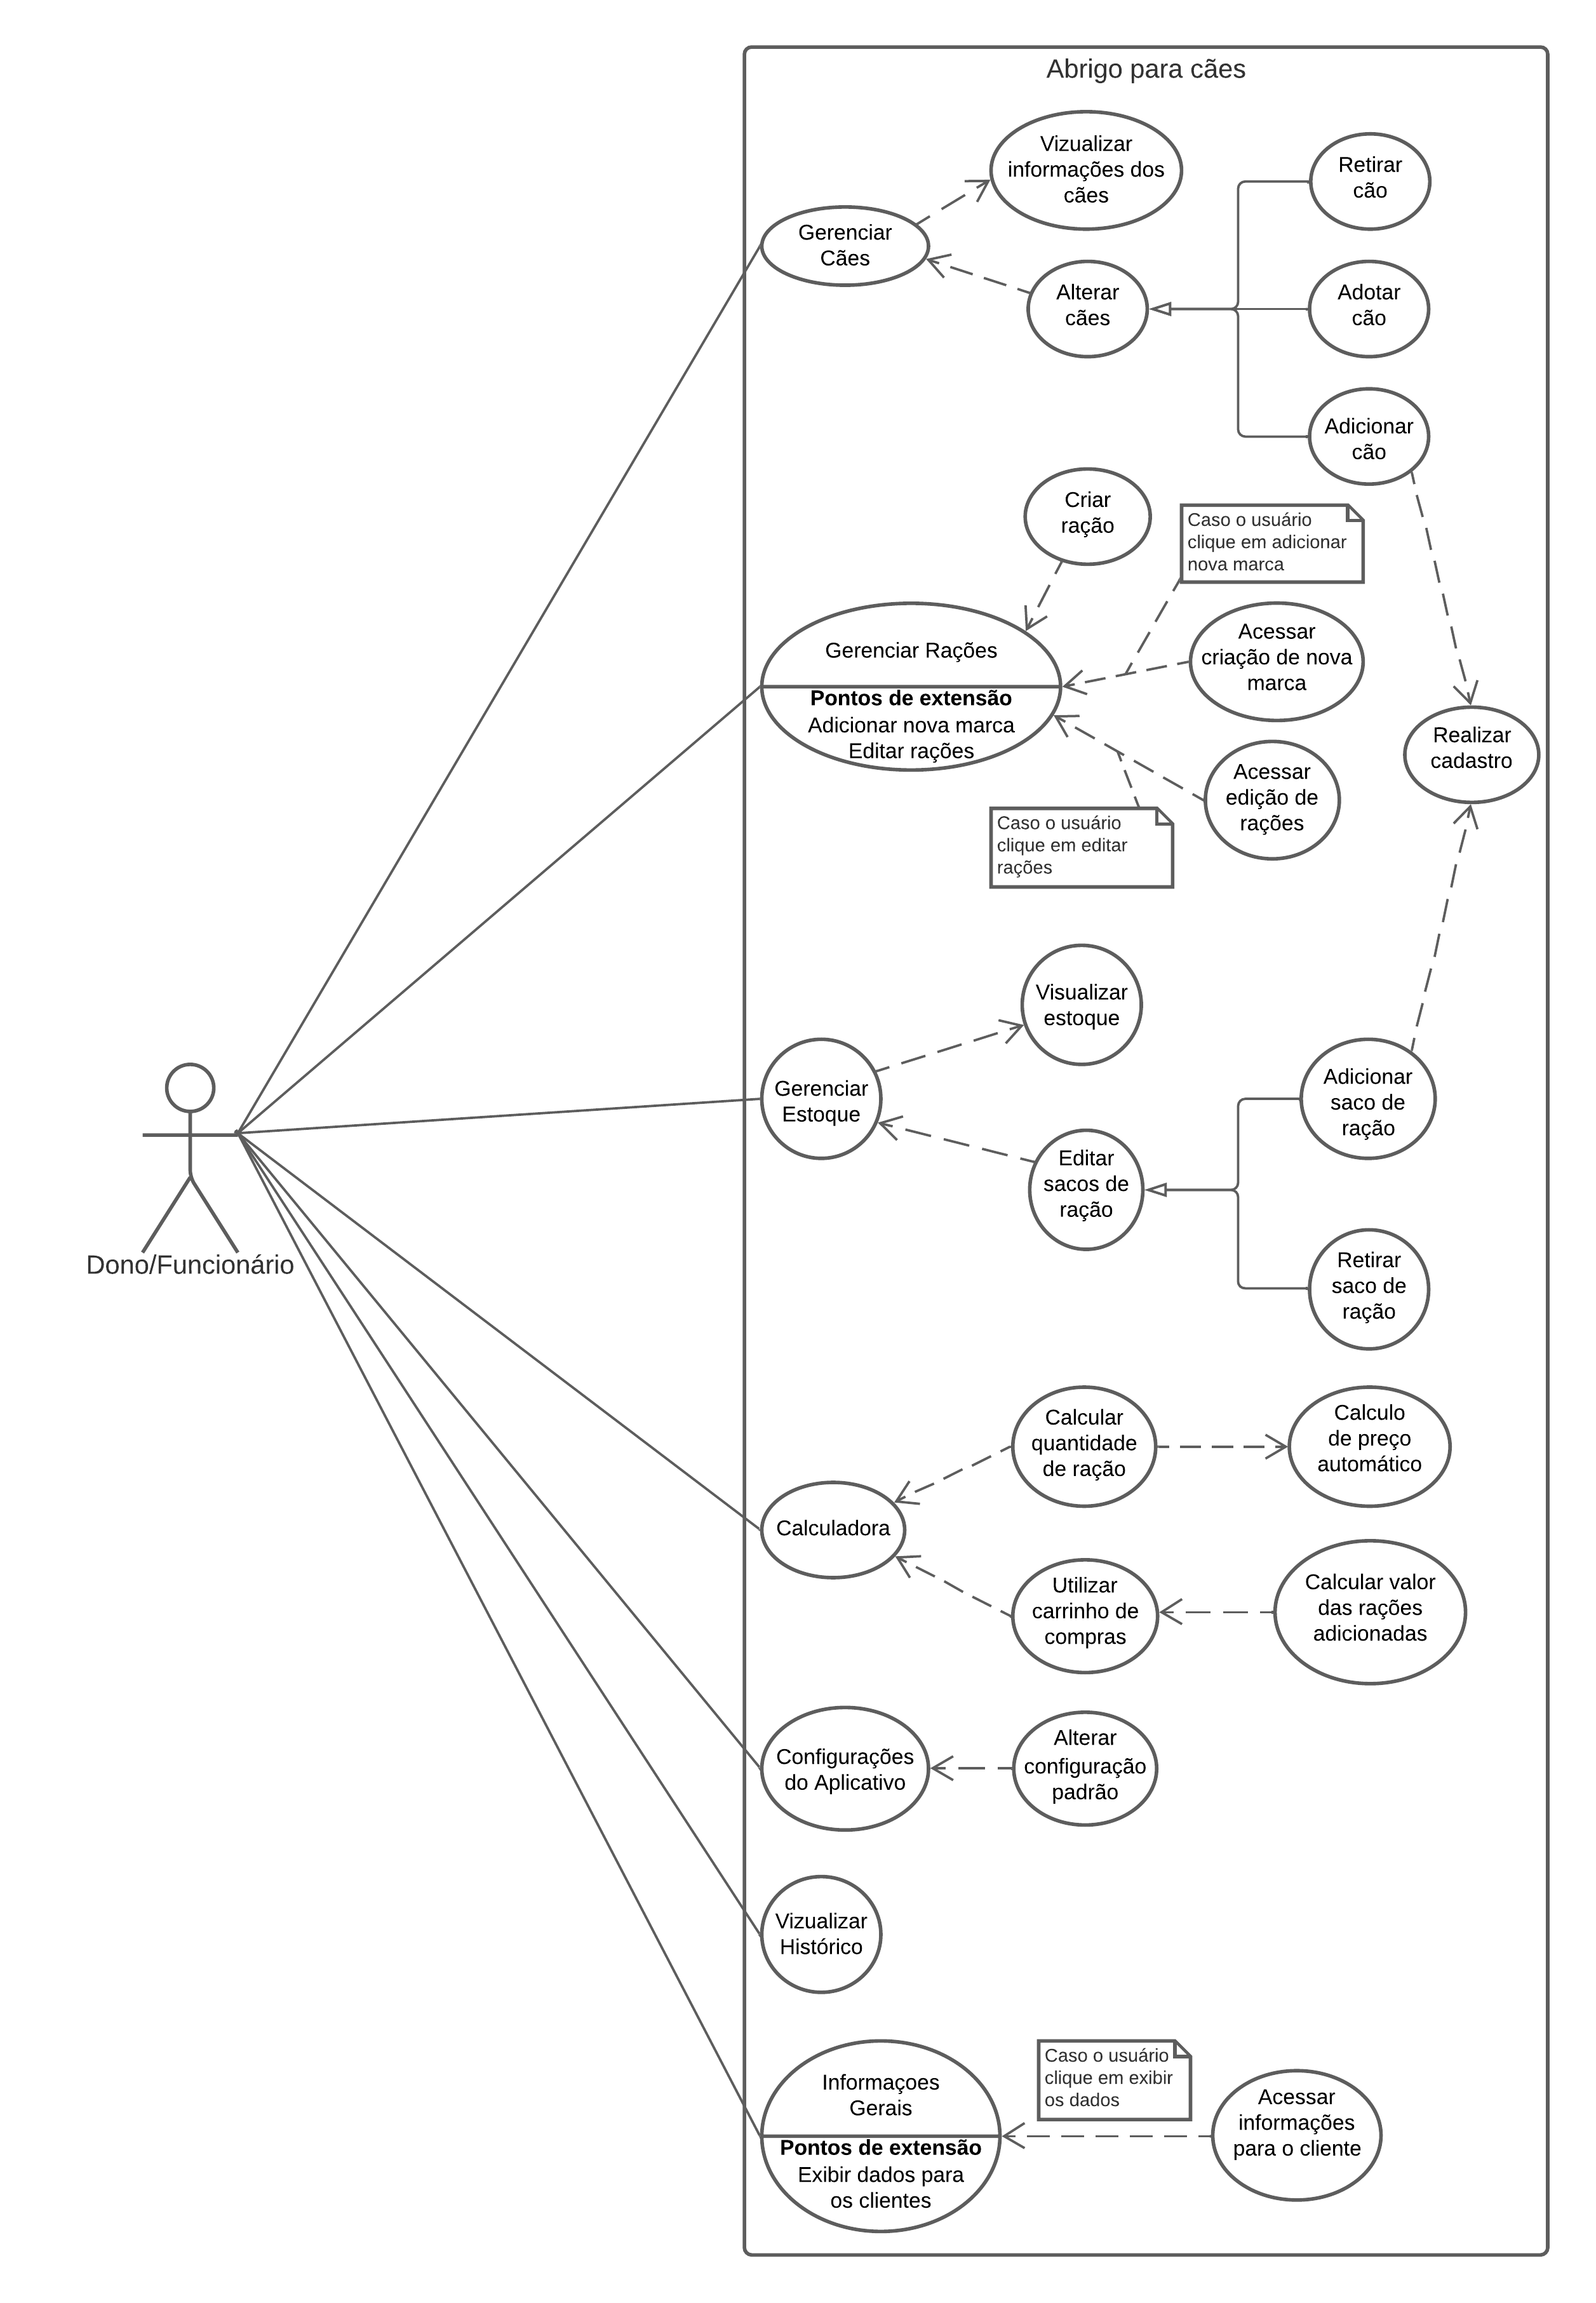 Abrigo para cães
Vizualizar
informações dos
cães
Retirar
cão
Gerenciar
Cães
Alterar
cães
Adotar
cão
Adicionar
cão
Criar
ração
Caso o usuário
clique em adicionar
nova marca
Gerenciar Rações
Pontos de extensão
Adicionar nova marca
Editar rações
Acessar
criação de nova
marca
Realizar
cadastro
Acessar
edição de
rações
Caso o usuário
clique em editar
rações
Visualizar
estoque
Gerenciar
Estoque
Adicionar
saco de
ração
Editar
sacos de
ração
Retirar
saco de
ração
Dono/Funcionário
Calcular
quantidade
de ração
Calculo
de preço
automático
Calculadora
Utilizar
carrinho de
compras
Calcular valor
das rações
adicionadas
Configurações
do Aplicativo
Alterar
configuração
padrão
Vizualizar
Histórico
Informaçoes
Gerais
Pontos de extensão
Exibir dados para
os clientes
Caso o usuário
clique em exibir
os dados
Acessar
informações
para o cliente